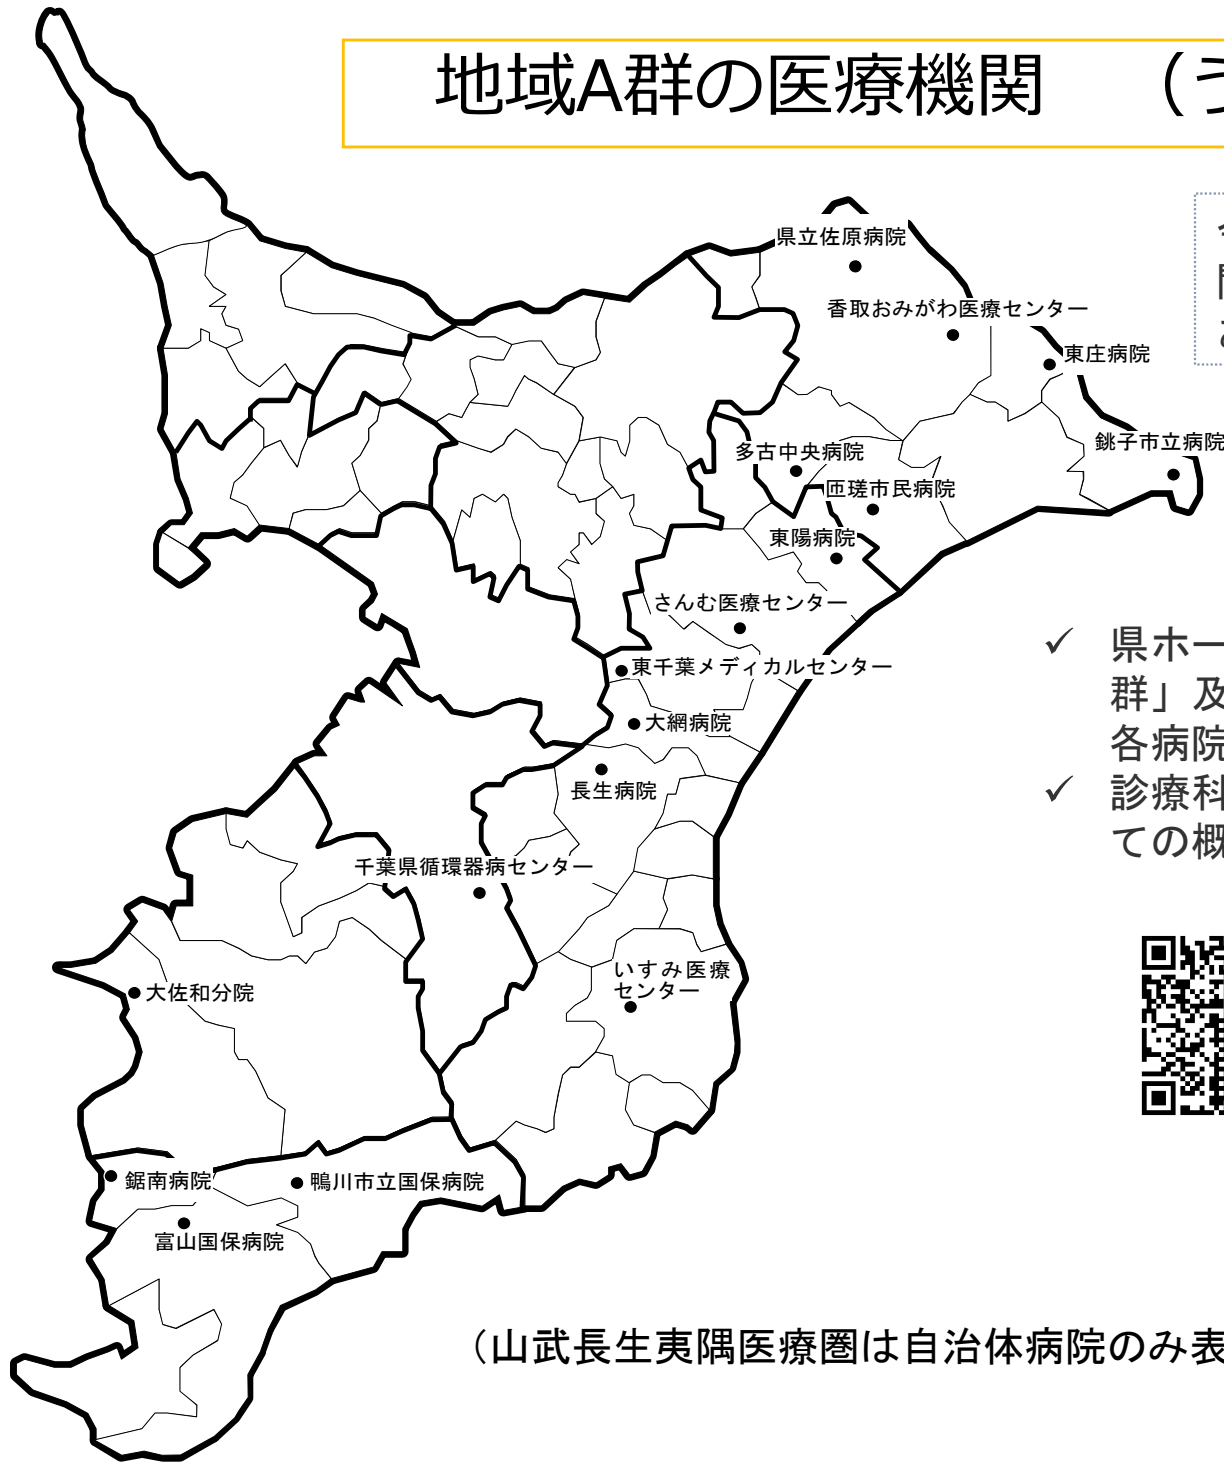 地域A群の医療機関　（う
県立佐原病院
香取おみがわ医療センター
東庄病院
銚子市立病院
多古中央病院
匝瑳市民病院
東陽病院
さんむ医療センター
東千葉メディカルセンター
大網病院
長生病院
千葉県循環器病センター
いすみ医療
センター
大佐和分院
鋸南病院
鴨川市立国保病院
富山国保病院
✓ 県ホー
群」及
各病院
✓ 診療科
ての概
（山武長生夷隅医療圏は自治体病院のみ表